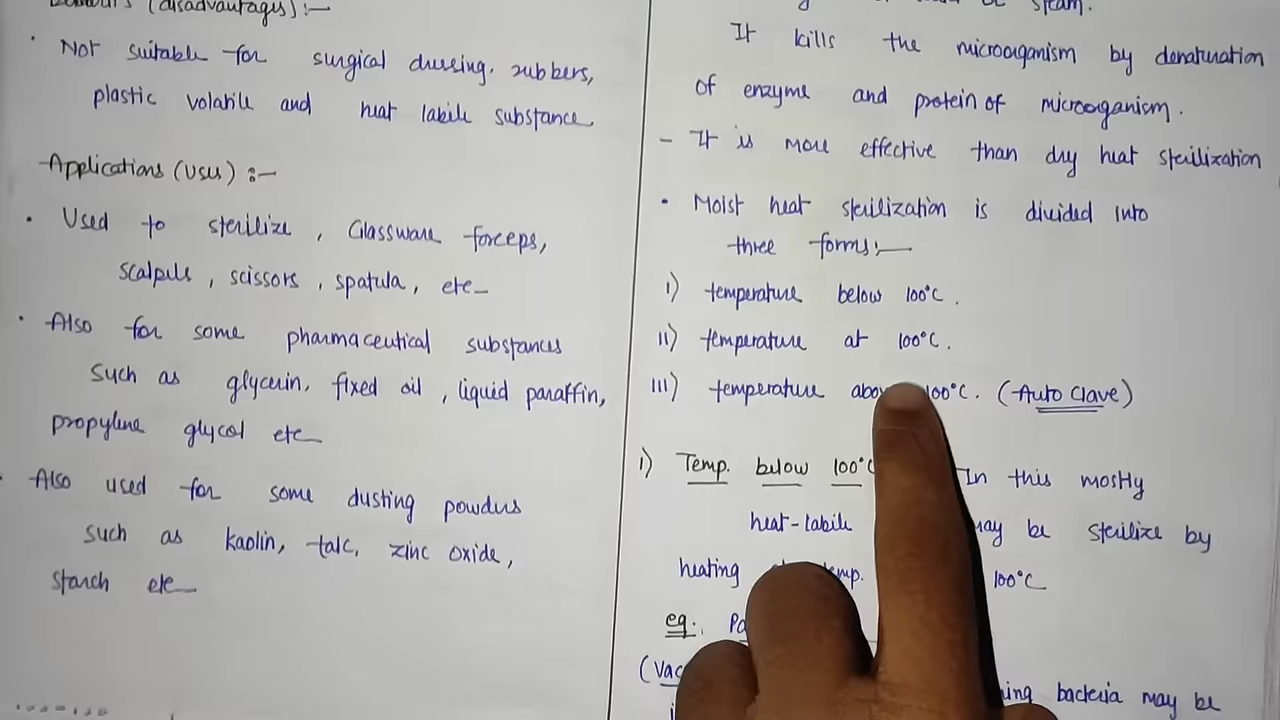 (disadvantages) :-
Not suitable for surgical dressing, rubbers,
plastic volatile and heat labile substance
Applications (uses) :-
Used to sterilize, Glassware forceps,
scalpels, scissors, spatula, etc
Also for some pharmaceutical substances
such as glycerin, fixed oil, liquid paraffin,
propylene glycol etc
Also used for some dusting powders
such as kaolin, talc, zinc oxide,
starch etc
steam.
It kills the microorganism by denaturation
of enzyme and protein of microorganism.
- It is more effective than dry heat sterilization
• Moist heat sterilization is divided into
three forms:-
i) temperature below 100°C.
ii) temperature at 100°C.
iii) temperature 100°C. (Auto Clave)
i) Temp. below 100°C In this mostly
heat-labile may be sterilize by
heating temp. 100°C
eg:.
bacteria may be